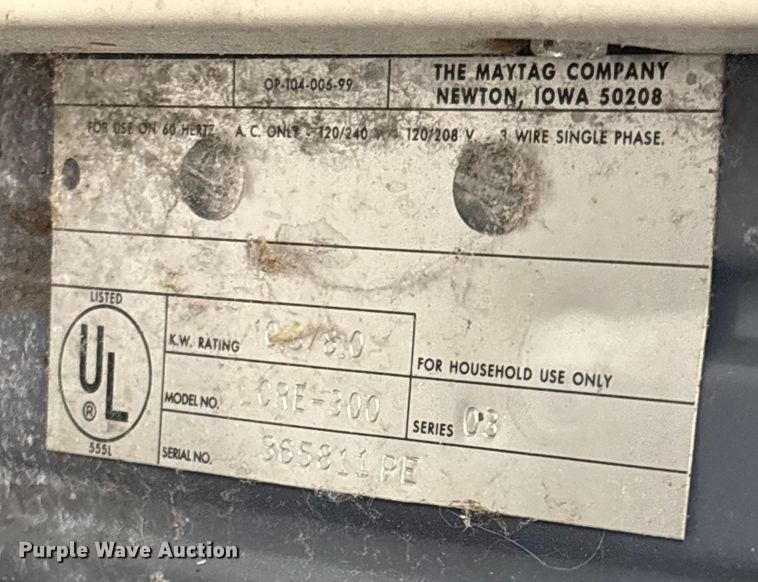 OP-104-006-99
THE MAYTAG COMPANY
NEWTON, IOWA 50208
FOR USE ON 60 HERTZ A.C. ONLY - 120/240 V - 120/208 V - 3 WIRE SINGLE PHASE.
LISTED
UL
®
555L
K.W. RATING
FOR HOUSEHOLD USE ONLY
MODEL NO. LCRE-300
SERIES 03
SERIAL NO. 365811 PE
Purple Wave Auction